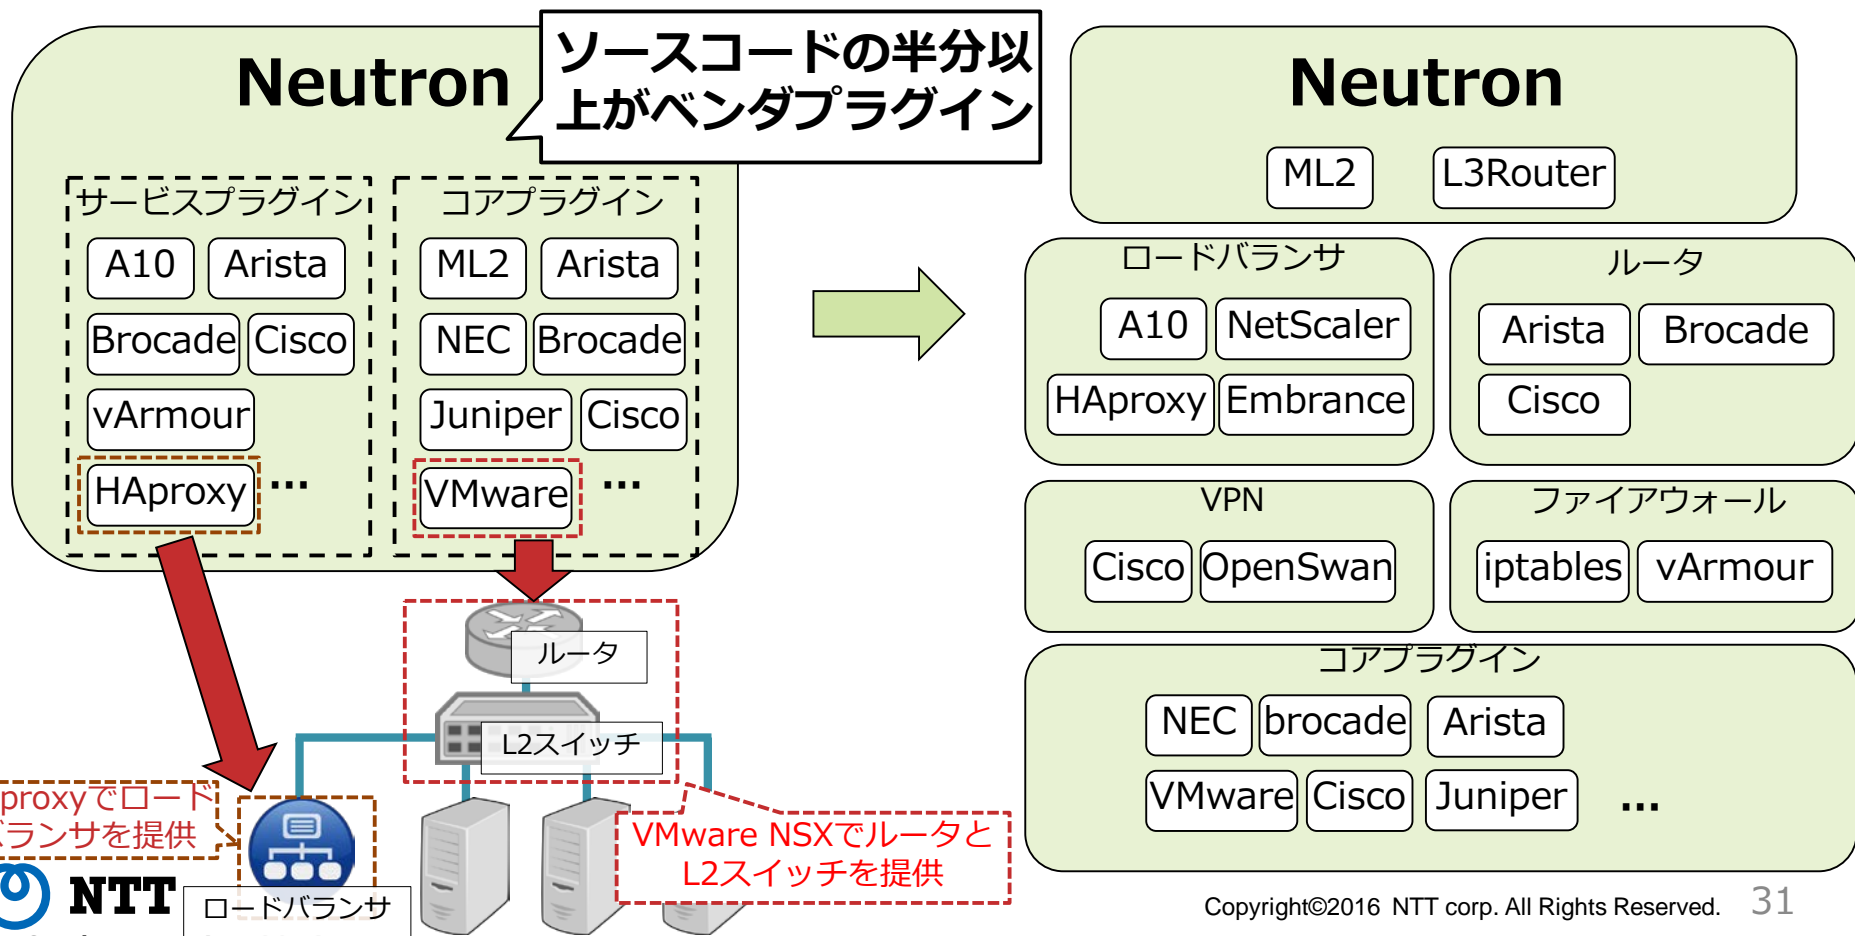 Neutron
ソースコードの半分以
上がベンダプラグイン
サービスプラグイン
A10 Arista
Brocade Cisco
vArmour
HAproxy ...
コアプラグイン
ML2 Arista
NEC Brocade
Juniper Cisco
VMware ...
ルータ
L2スイッチ
proxyでロード
バランサを提供
ロードバランサ
VMware NSXでルータと
L2スイッチを提供
NTT
Neutron
ML2 L3Router
ロードバランサ
A10 NetScaler
HAproxy Embrance
ルータ
Arista Brocade
Cisco
VPN
Cisco OpenSwan
ファイアウォール
iptables vArmour
コアプラグイン
NEC brocade Arista
VMware Cisco Juniper ...
Copyright©2016 NTT corp. All Rights Reserved. 31